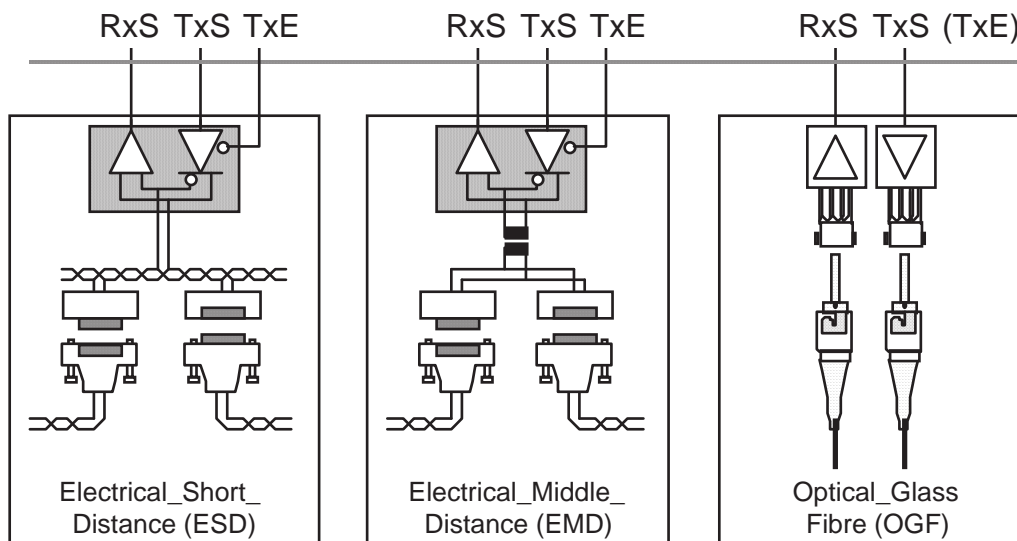 RxS TxS TxE
RxS TxS TxE
RxS TxS (TxE)
Electrical_Short_
Distance (ESD)
Electrical_Middle_
Distance (EMD)
Optical_Glass
Fibre (OGF)